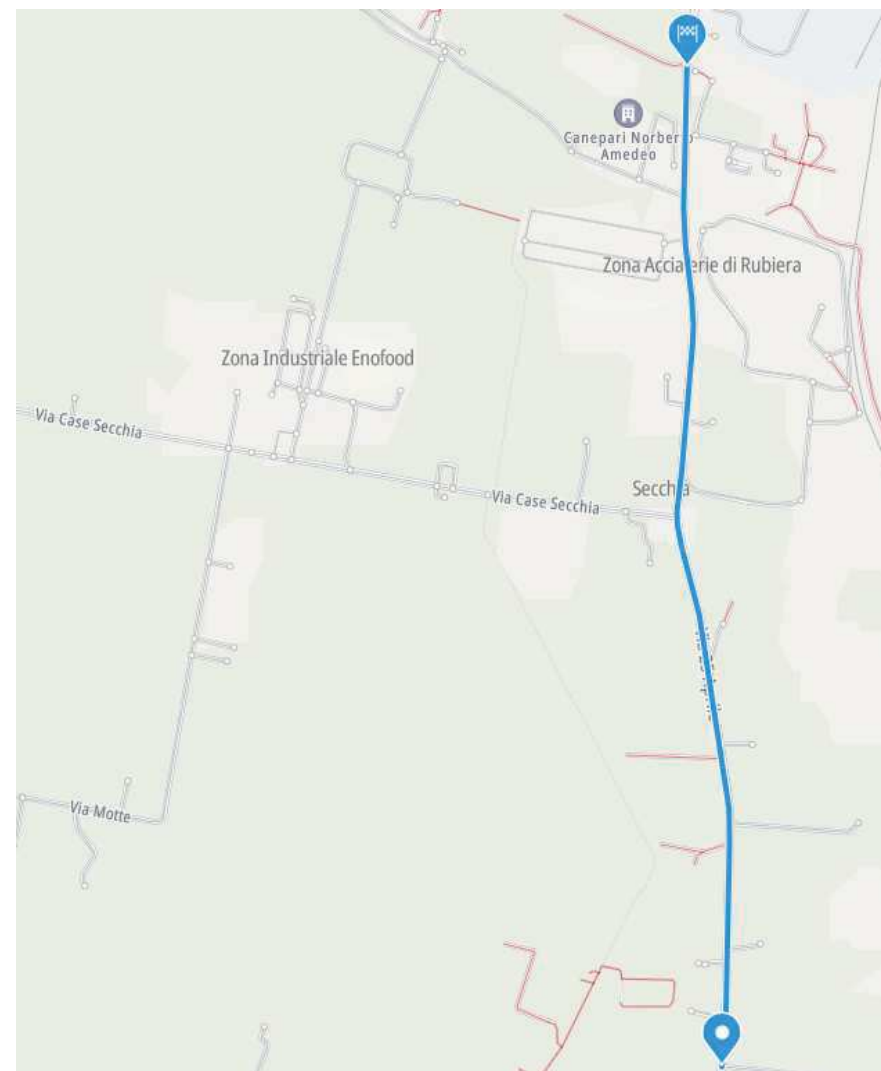 Canepari Norberto
Amedeo
Zona Acciaierie di Rubiera
Zona Industriale Enofood
Via Case Secchia
Secchia
Via Case Secchia
Via Motte